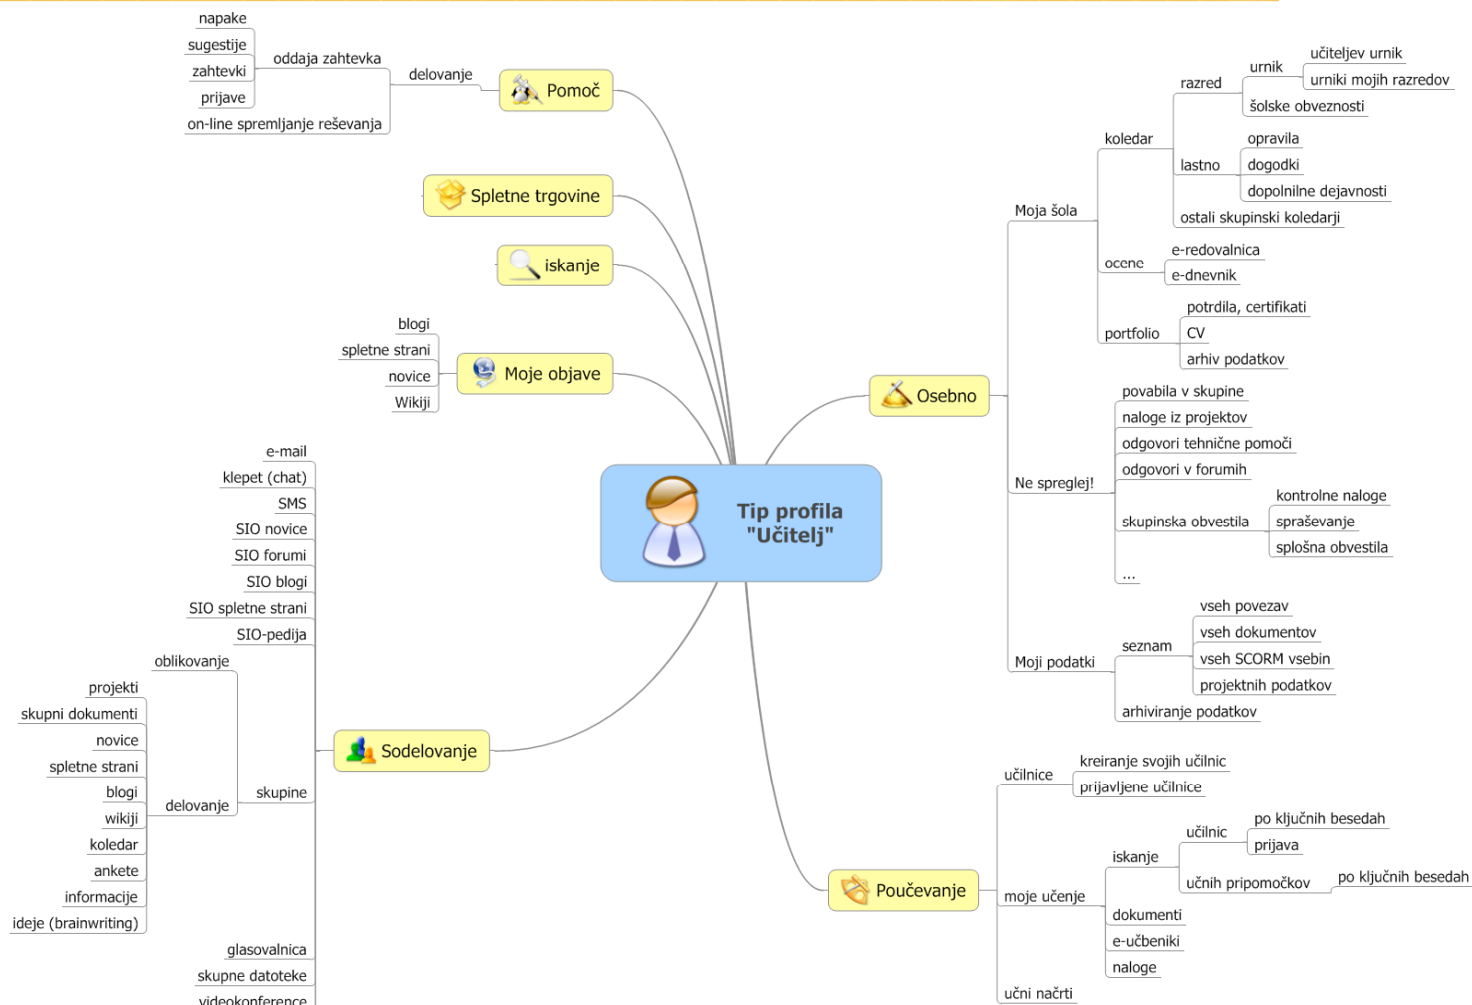 napake
sugestije
zahtevki
prijave
oddaja zahtevka
on-line spremljanje reševanja
delovanje
Pomoč
Spletne trgovine
iskanje
blogi
spletne strani
novice
Wikiji
Moje objave
e-mail
klepet (chat)
SMS
SIO novice
SIO forumi
SIO blogi
SIO spletne strani
SIO-pedija
oblikovanje
projekti
skupni dokumenti
novice
spletne strani
blogi
wikiji
koledar
ankete
informacije
ideje (brainwriting)
delovanje
skupine
glasovalnica
skupne datoteke
videokonference
Sodelovanje
Tip profila
"Učitelj"
Osebno
Moja šola
koledar
razred
urnik
učiteljev urnik
urniki mojih razredov
šolske obveznosti
lastno
opravila
dogodki
dopolnilne dejavnosti
ostali skupinski koledarji
ocene
e-redovalnica
e-dnevnik
portfolio
potrdila, certifikati
CV
arhiv podatkov
Ne spreglej!
povabila v skupine
naloge iz projektov
odgovori tehnične pomoči
odgovori v forumih
skupinska obvestila
kontrolne naloge
spraševanje
splošna obvestila
...
Moji podatki
seznam
vseh povezav
vseh dokumentov
vseh SCORM vsebin
projektnih podatkov
arhiviranje podatkov
Poučevanje
učilnice
kreiranje svojih učilnic
prijavljene učilnice
moje učenje
iskanje
učilnic
po ključnih besedah
prijava
učnih pripomočkov
po ključnih besedah
dokumenti
e-učbeniki
naloge
učni načrti